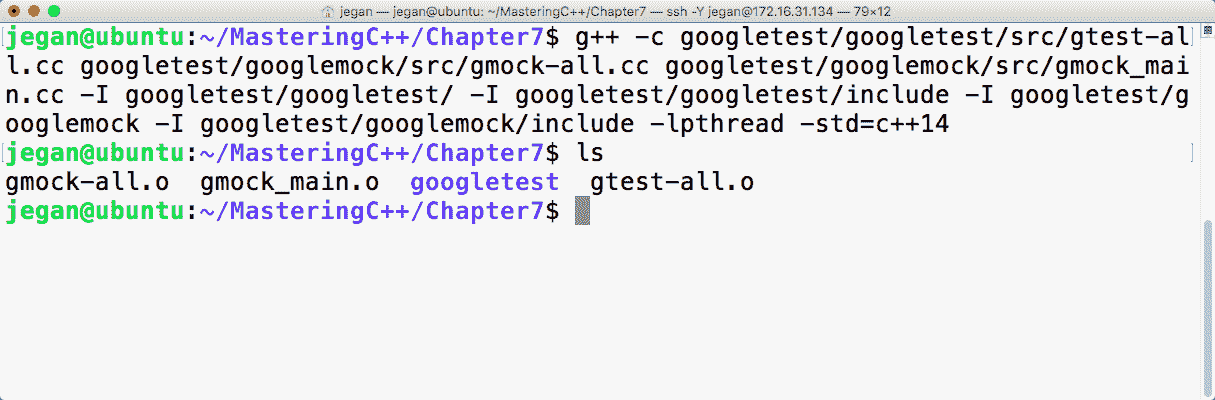 jegan — jegan@ubuntu: ~/MasteringC++/Chapter7 — ssh -Y jegan@172.16.31.134 — 79×12
jegan@ubuntu:~/MasteringC++/Chapter7$ g++ -c googletest/googletest/src/gtest-al
l.cc googletest/googlemock/src/gmock-all.cc googletest/googlemock/src/gmock_mai
n.cc -I googletest/googletest/ -I googletest/googletest/include -I googletest/g
ooglemock -I googletest/googlemock/include -lpthread -std=c++14
jegan@ubuntu:~/MasteringC++/Chapter7$ ls
gmock-all.o  gmock_main.o  googletest  gtest-all.o
jegan@ubuntu:~/MasteringC++/Chapter7$